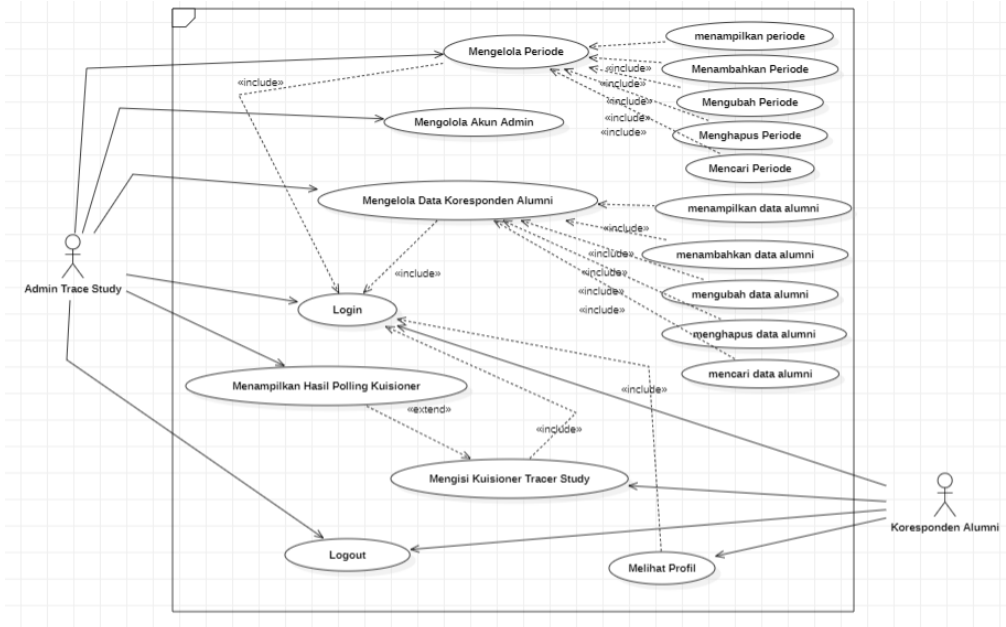 menampilkan periode
Mengelola Periode
«include»
Menambahkan Periode
«include»
«include»
Mengubah Periode
«include»
«include»
Mengolola Akun Admin
«include»
Menghapus Periode
Mencari Periode
Mengelola Data Koresponden Alumni
menampilkan data alumni
«include»
menambahkan data alumni
«include»
«include»
«include»
Admin Trace Study
«include»
mengubah data alumni
Login
«include»
menghapus data alumni
mencari data alumni
Menampilkan Hasil Polling Kuisioner
«include»
«extend»
«include»
Mengisi Kuisioner Tracer Study
Koresponden Alumni
Logout
Melihat Profil